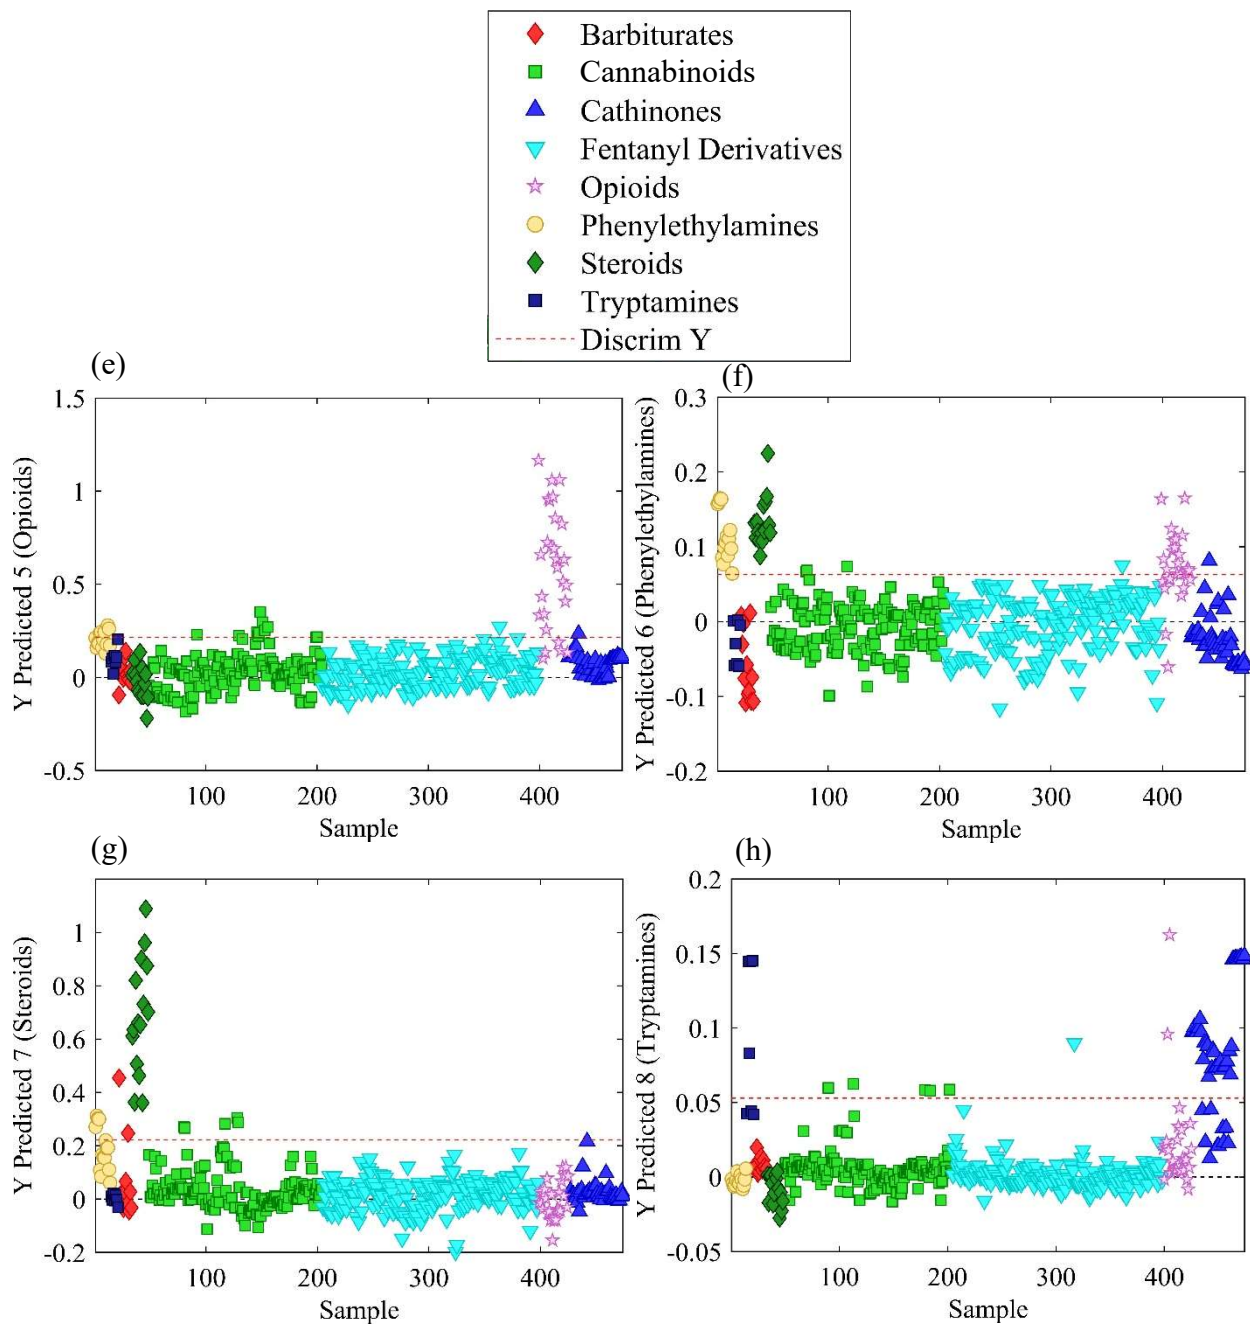 Barbiturates
Cannabinoids
Cathinones
Fentanyl Derivatives
Opioids
Phenylethylamines
Steroids
Tryptamines
Discrim Y
(e)
Y Predicted 5 (Opioids)
1.5
1
0.5
0
-0.5
100
200
300
400
Sample
(f)
Y Predicted 6 (Phenylethylamines)
0.3
0.2
0.1
0
-0.1
-0.2
100
200
300
400
Sample
(g)
Y Predicted 7 (Steroids)
1
0.8
0.6
0.4
0.2
0
-0.2
100
200
300
400
Sample
(h)
Y Predicted 8 (Tryptamines)
0.2
0.15
0.1
0.05
0
-0.05
100
200
300
400
Sample